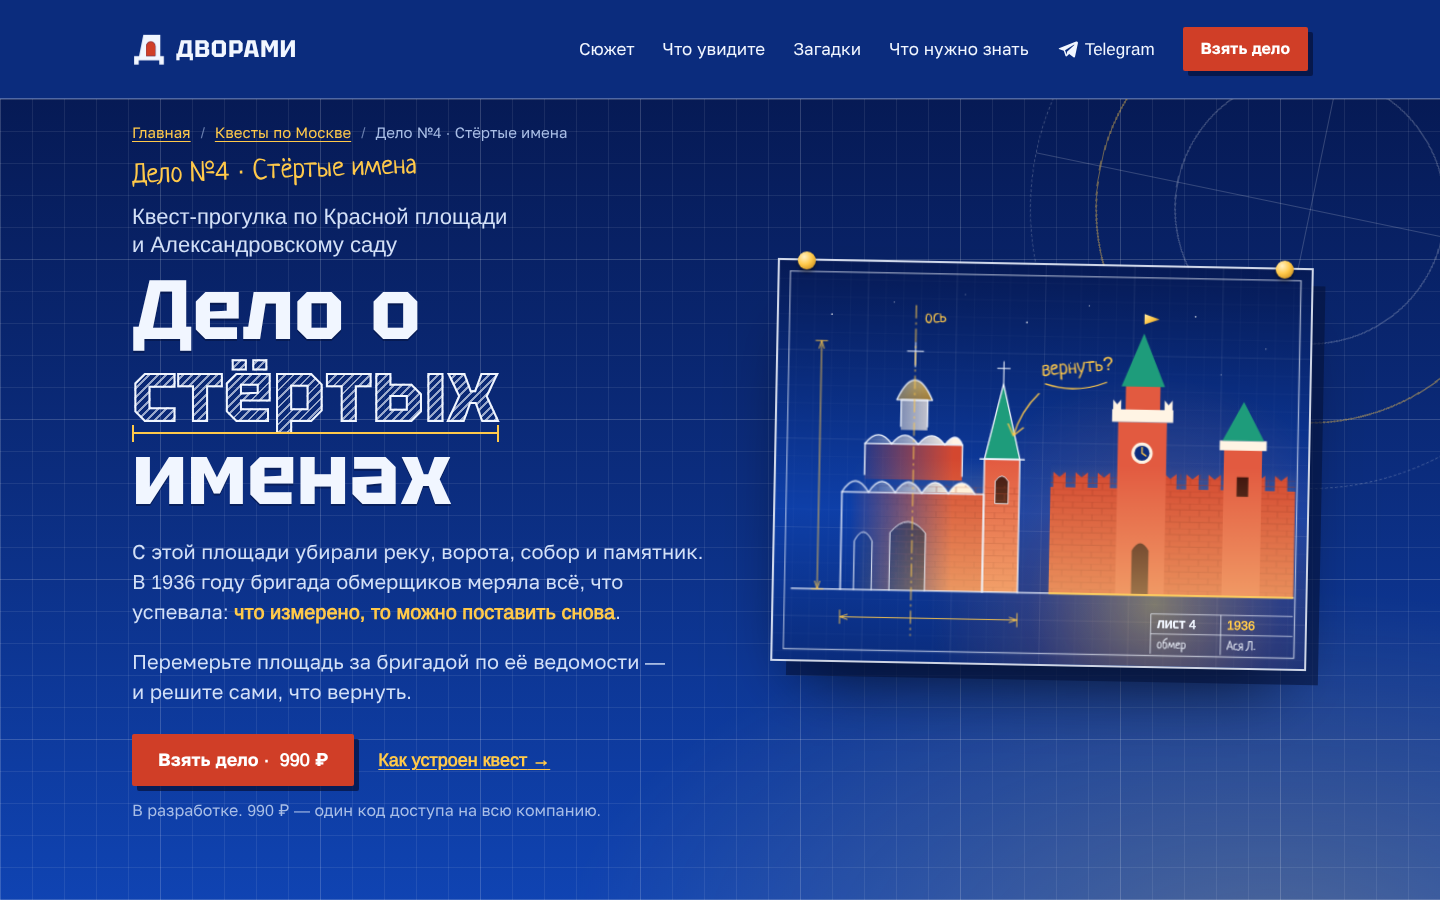 ДВОРАМИ
Сюжет
Что увидите
Загадки
Что нужно знать
Telegram
Взять дело
Главная / Квесты по Москве / Дело №4 · Стёртые имена
Дело №4 · Стёртые имена
Квест-прогулка по Красной площади
и Александровскому саду
Дело о
стёртых
именах
С этой площади убирали реку, ворота, собор и памятник.
В 1936 году бригада обмерщиков меряла всё, что
успевала: что измерено, то можно поставить снова.
Перемерьте площадь за бригадой по её ведомости —
и решите сами, что вернуть.
Взять дело · 990 ₽
Как устроен квест →
В разработке. 990 ₽ — один код доступа на всю компанию.
ось
вернуть?
ЛИСТ 4
1936
обмер
Ася Л.